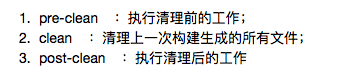 1. pre-clean ：执行清理前的工作；
2. clean ：清理上一次构建生成的所有文件；
3. post-clean ：执行清理后的工作